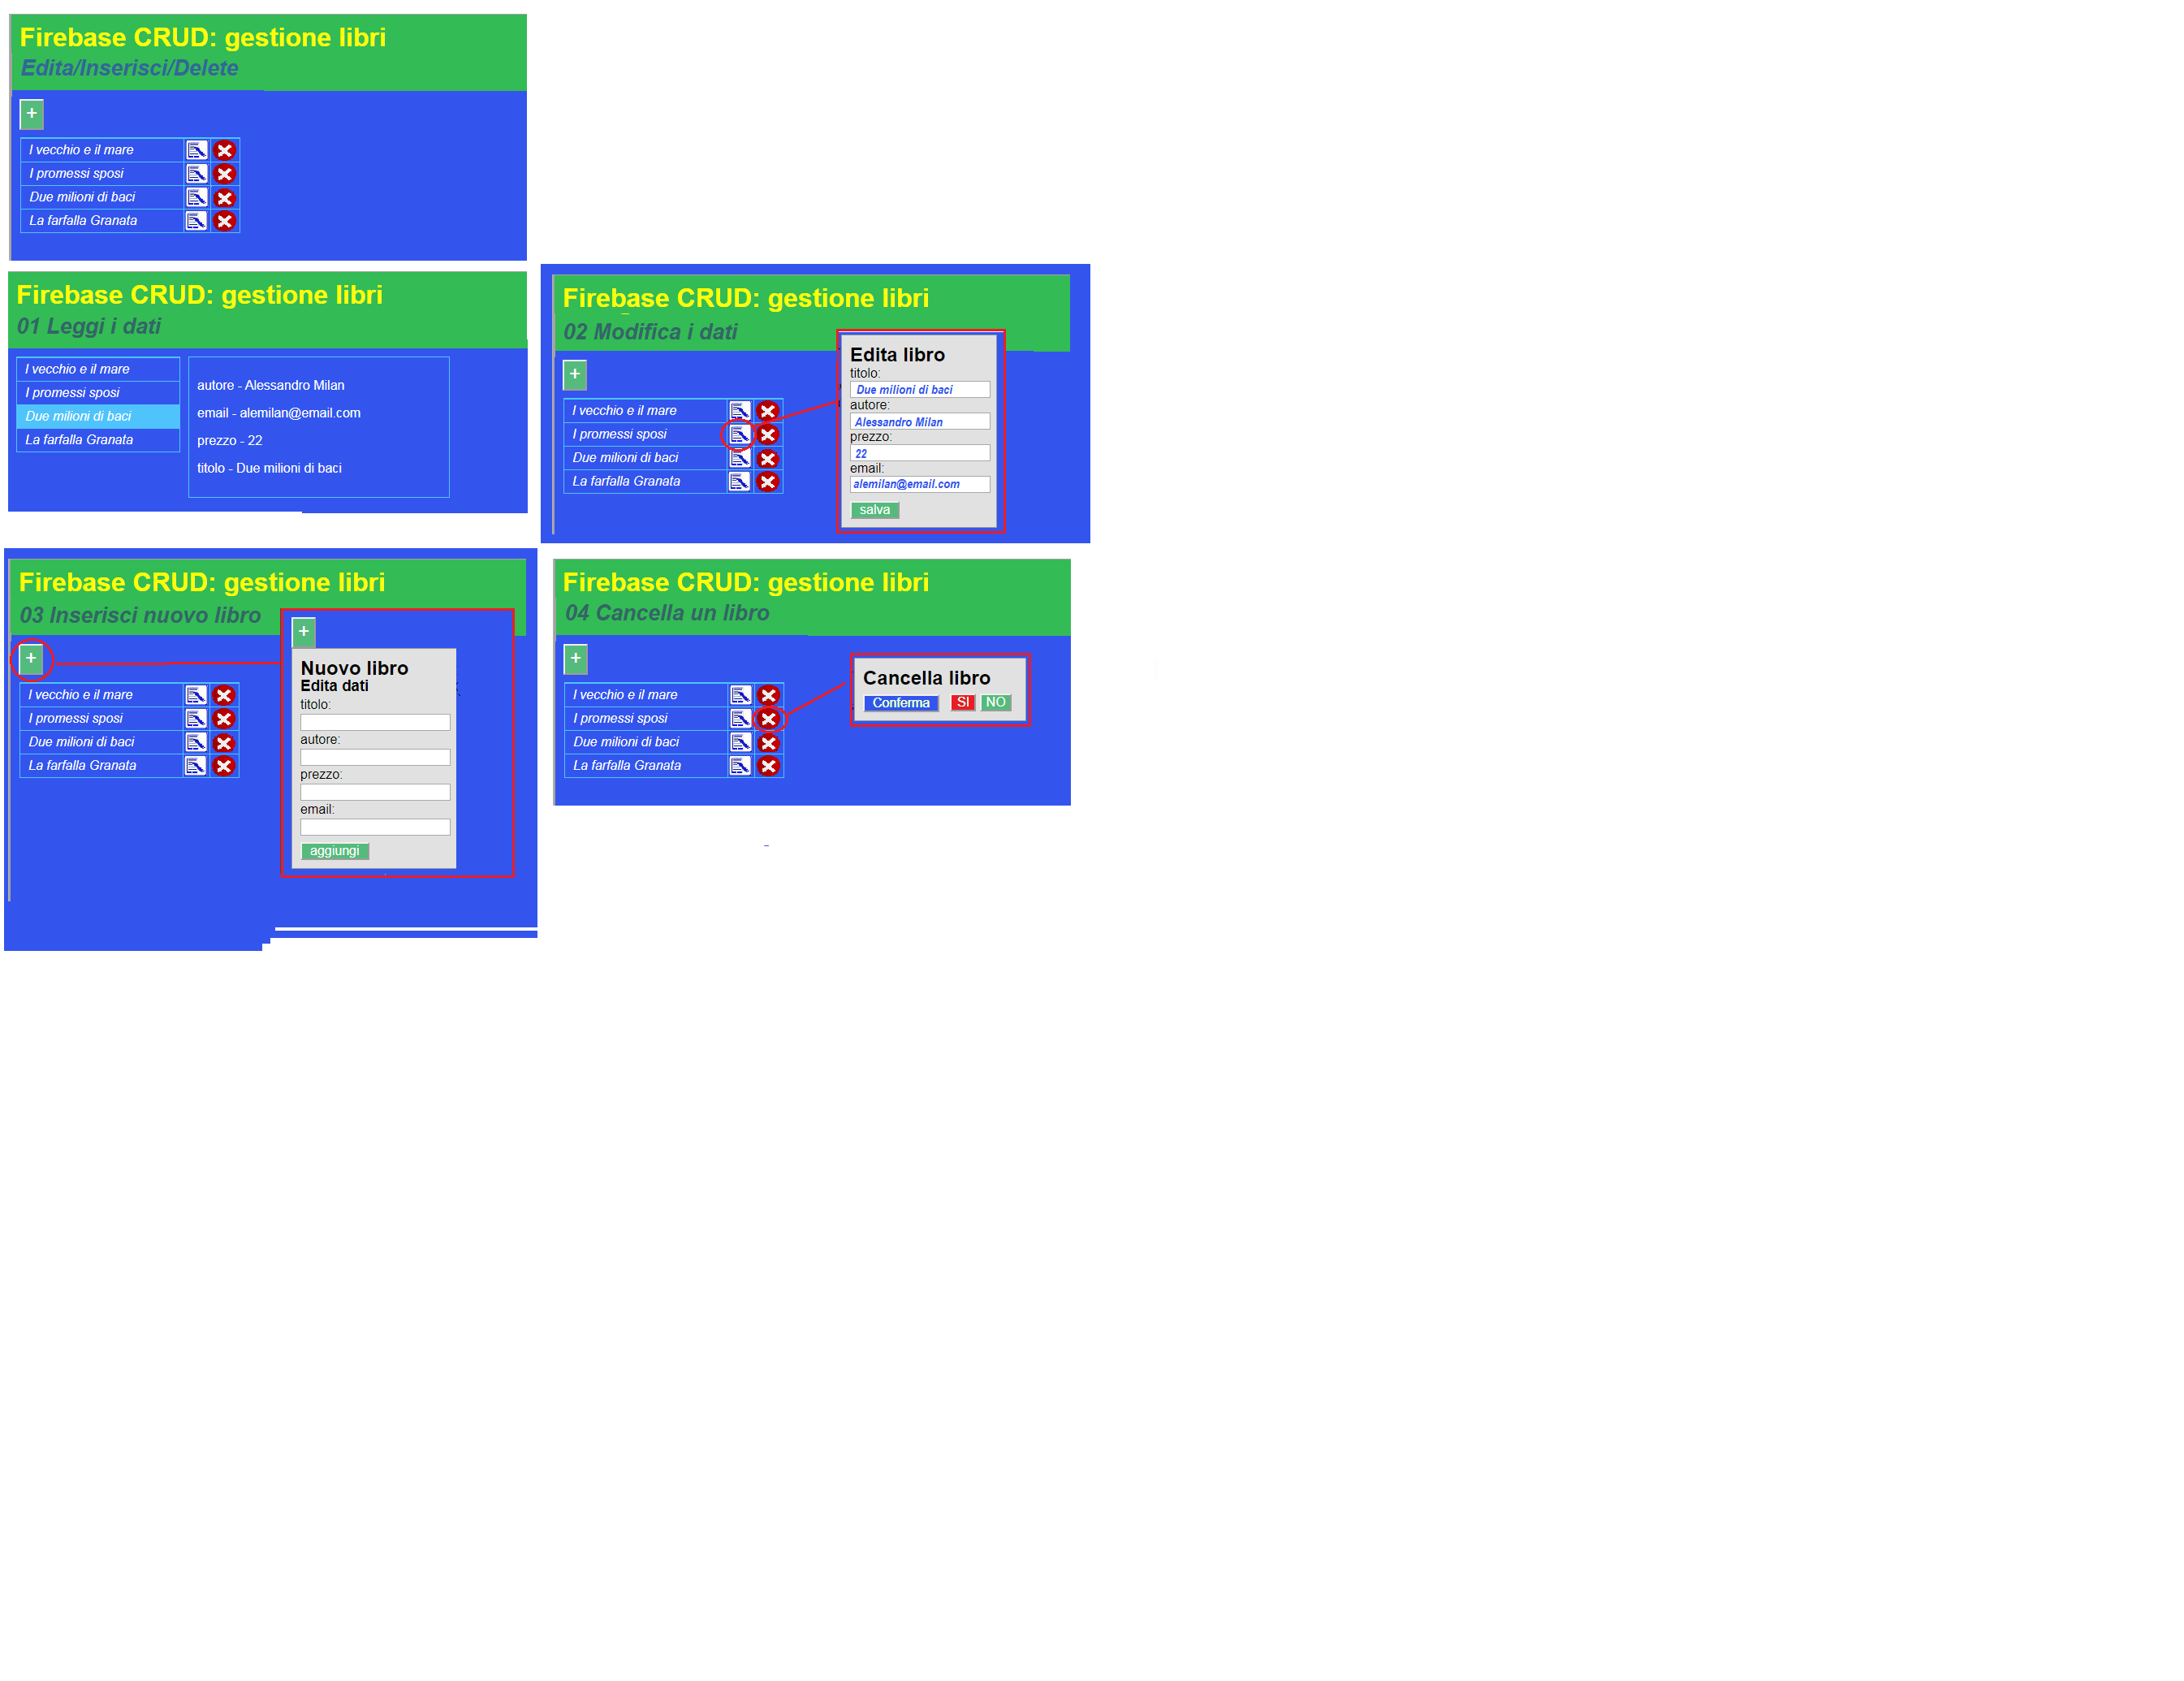 Firebase CRUD: gestione libri
Edita/Inserisci/Delete
+
I vecchio e il mare
I promessi sposi
Due milioni di baci
La farfalla Granata
Firebase CRUD: gestione libri
01 Leggi i dati
I vecchio e il mare
I promessi sposi
Due milioni di baci
La farfalla Granata
autore - Alessandro Milan
email - alemilan@email.com
prezzo - 22
titolo - Due milioni di baci
Firebase CRUD: gestione libri
02 Modifica i dati
+
I vecchio e il mare
I promessi sposi
Due milioni di baci
La farfalla Granata
Edita libro
titolo:
Due milioni di baci
autore:
Alessandro Milan
prezzo:
22
email:
alemilan@email.com
salva
Firebase CRUD: gestione libri
03 Inserisci nuovo libro
+
I vecchio e il mare
I promessi sposi
Due milioni di baci
La farfalla Granata
+
Nuovo libro
Edita dati
titolo:
autore:
prezzo:
email:
aggiungi
Firebase CRUD: gestione libri
04 Cancella un libro
+
I vecchio e il mare
I promessi sposi
Due milioni di baci
La farfalla Granata
Cancella libro
Conferma SI NO